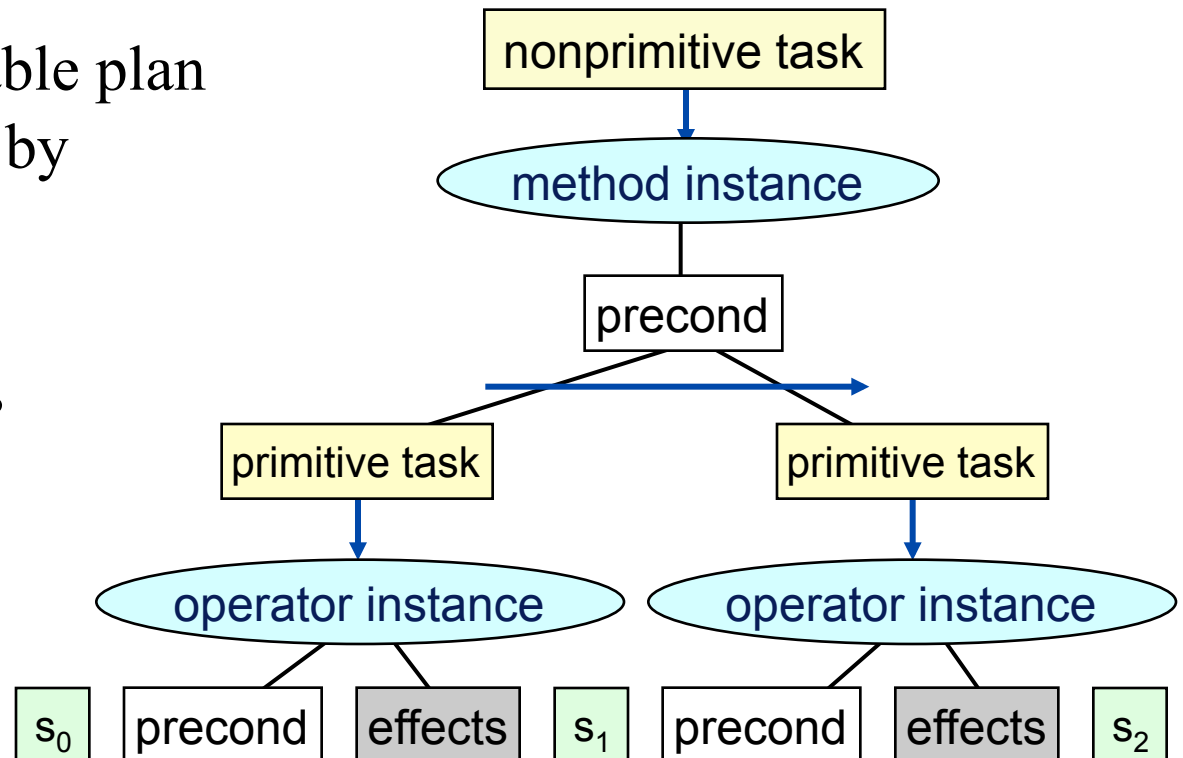 nonprimitive task
able plan
by
method instance
precond
primitive task primitive task
operator instance operator instance
s₀ precond effects s₁ precond effects s₂